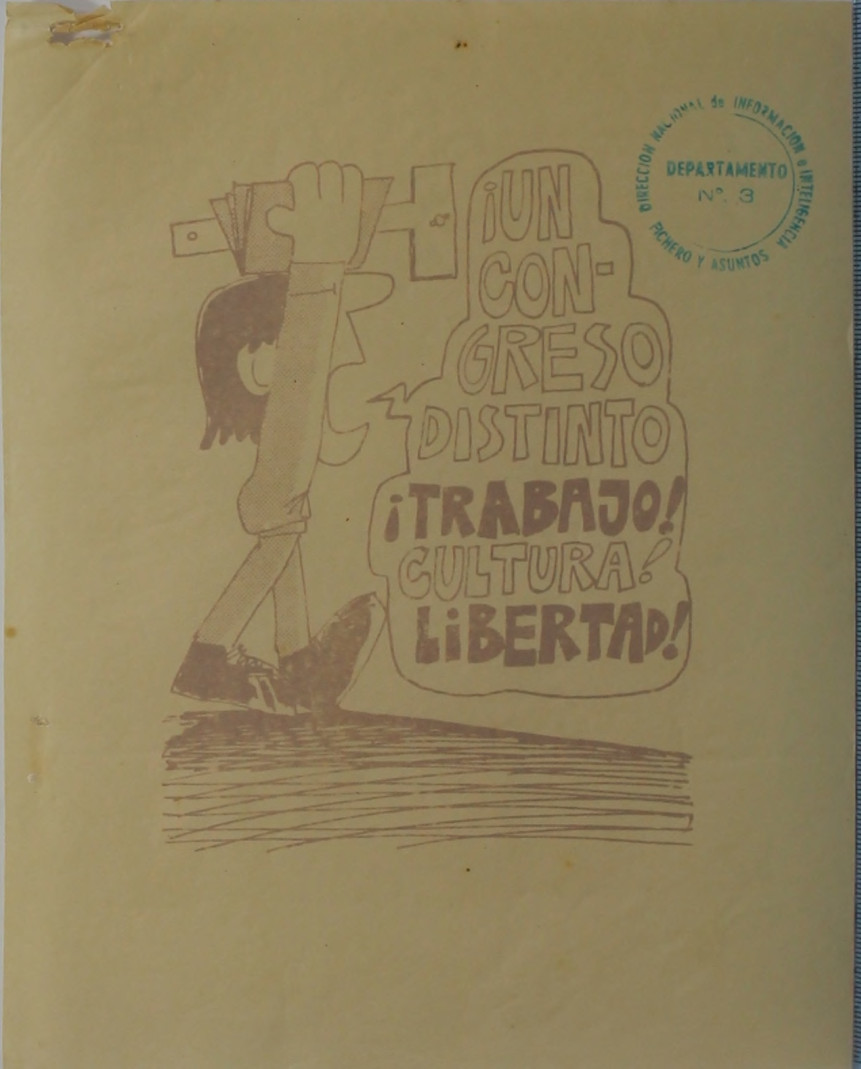 ¡UN
CON-
GRESO
DISTINTO
¡TRABAJO!
CULTURA!
LiBERTAD!
DIRECCION NACIONAL de INFORMACION e INTELIGENCIA
DEPARTAMENTO
Nº. 3
FICHERO Y ASUNTOS